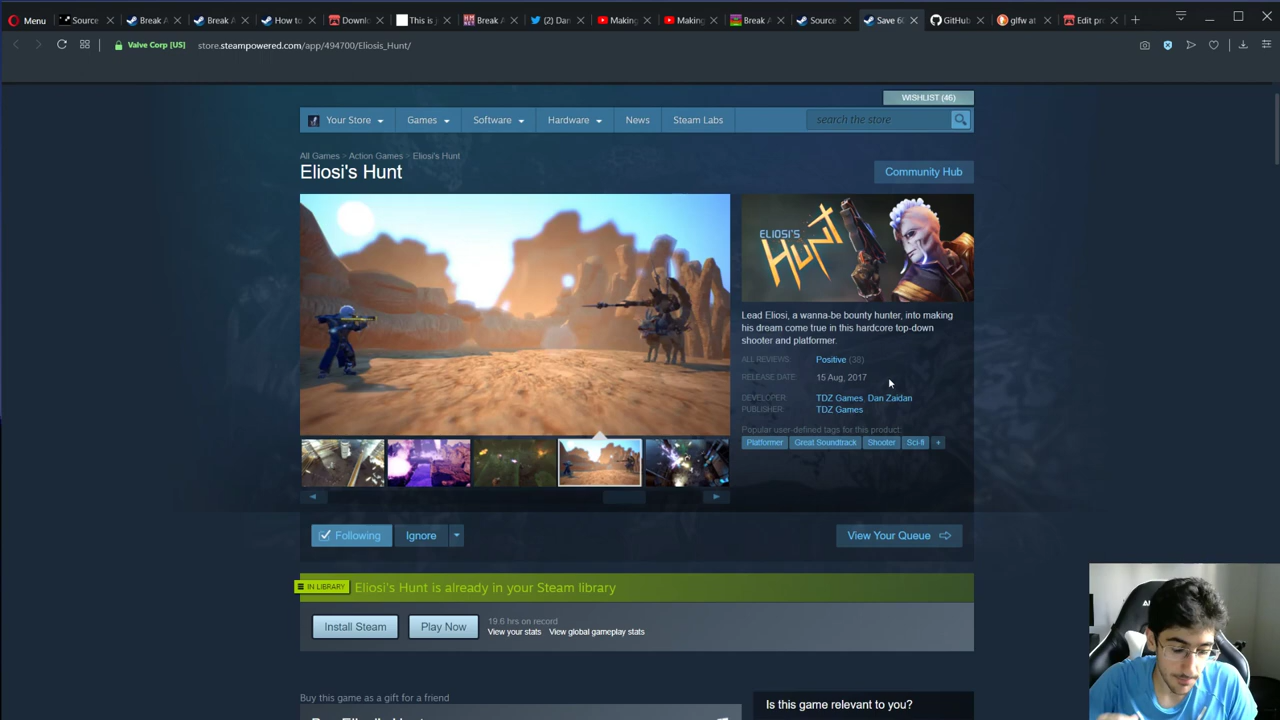 Menu
Source
Break A
Break A
How to
Downlo
This is
Break A
(2) Dan
Making
Making
Break A
Source
Save 60
GitHub
glfw at
Edit pro
Valve Corp [US]
store.steampowered.com/app/494700/Eliosis_Hunt/
WISHLIST (46)
Your Store
Games
Software
Hardware
News
Steam Labs
search the store
All Games > Action Games > Eliosi's Hunt
Eliosi's Hunt
Community Hub
ELIOSI'S
HUNT
Lead Eliosi, a wanna-be bounty hunter, into making
his dream come true in this hardcore top-down
shooter and platformer.
ALL REVIEWS: Positive (38)
RELEASE DATE: 15 Aug, 2017
DEVELOPER: TDZ Games, Dan Zaidan
PUBLISHER: TDZ Games
Popular user-defined tags for this product:
Platformer Great Soundtrack Shooter Sci-fi +
Following
Ignore
View Your Queue
IN LIBRARY
Eliosi's Hunt is already in your Steam library
Install Steam
Play Now
19.6 hrs on record
View your stats View global gameplay stats
Buy this game as a gift for a friend
Is this game relevant to you?